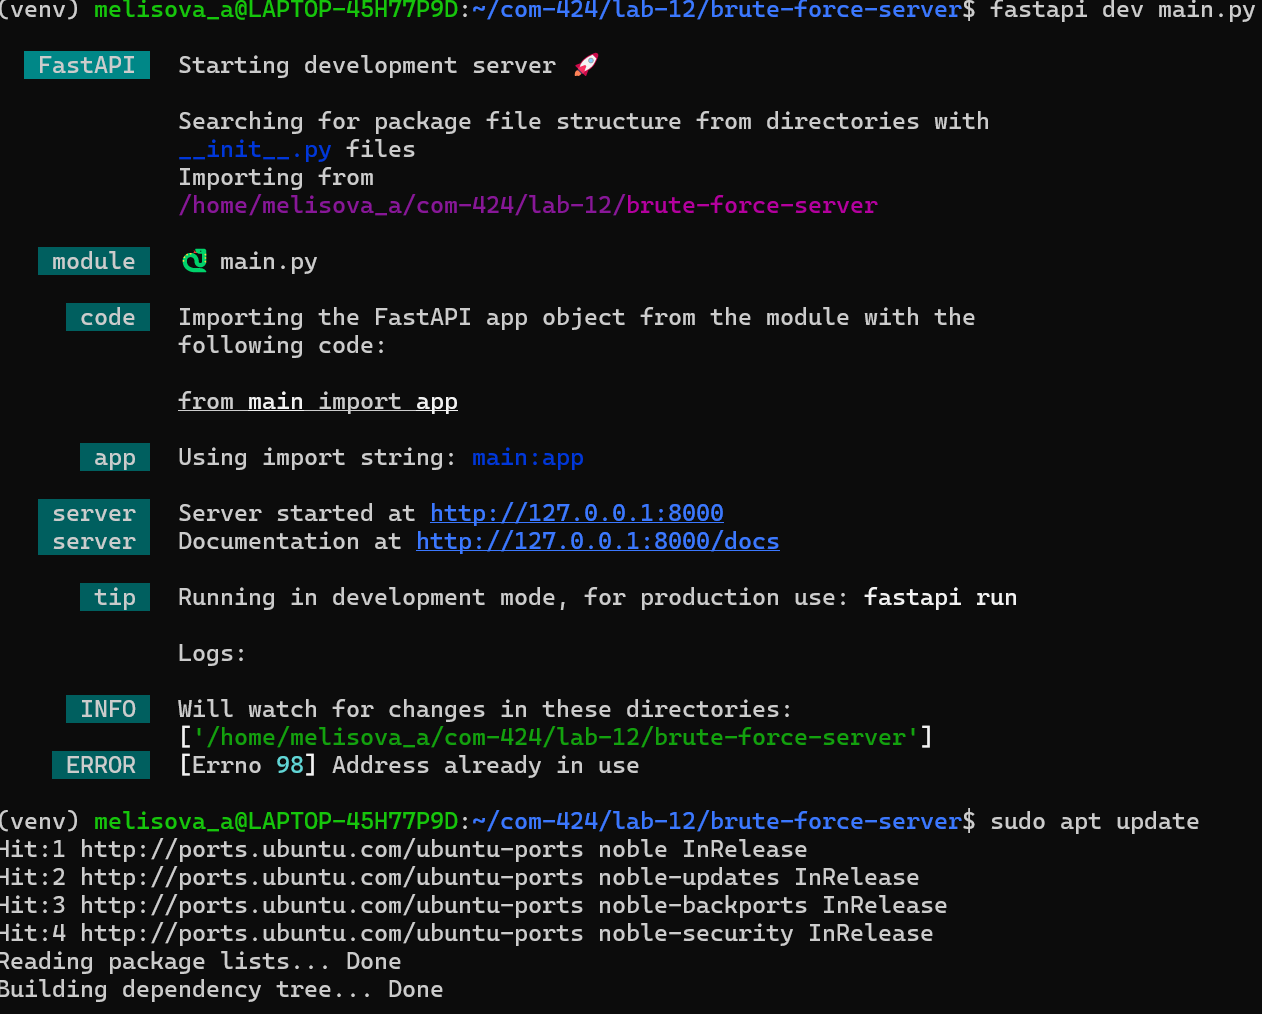 (venv) melisova_a@LAPTOP-45H77P9D:~/com-424/lab-12/brute-force-server$ fastapi dev main.py
FastAPI Starting development server 🚀
Searching for package file structure from directories with
__init__.py files
Importing from
/home/melisova_a/com-424/lab-12/brute-force-server
module 🐍 main.py
code Importing the FastAPI app object from the module with the
following code:
from main import app
app Using import string: main:app
server Server started at http://127.0.0.1:8000
server Documentation at http://127.0.0.1:8000/docs
tip Running in development mode, for production use: fastapi run
Logs:
INFO Will watch for changes in these directories:
['/home/melisova_a/com-424/lab-12/brute-force-server']
ERROR [Errno 98] Address already in use
(venv) melisova_a@LAPTOP-45H77P9D:~/com-424/lab-12/brute-force-server$ sudo apt update
Hit:1 http://ports.ubuntu.com/ubuntu-ports noble InRelease
Hit:2 http://ports.ubuntu.com/ubuntu-ports noble-updates InRelease
Hit:3 http://ports.ubuntu.com/ubuntu-ports noble-backports InRelease
Hit:4 http://ports.ubuntu.com/ubuntu-ports noble-security InRelease
Reading package lists... Done
Building dependency tree... Done